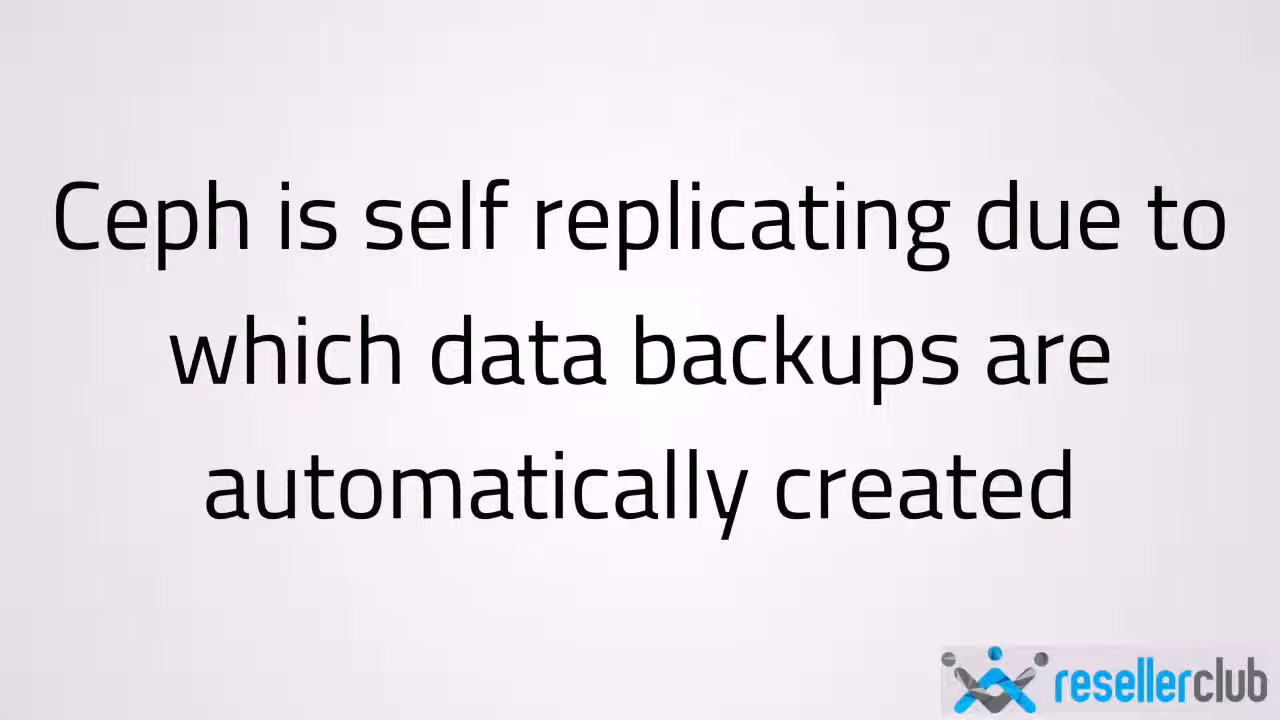 Ceph is self replicating due to
which data backups are
automatically created
resellerclub